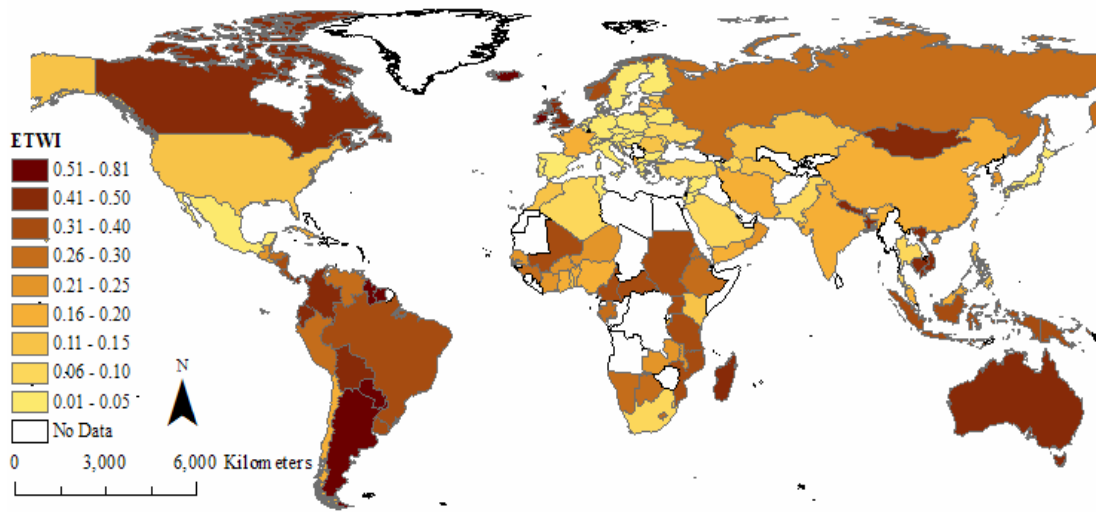 ETWI
0.51 - 0.81
0.41 - 0.50
0.31 - 0.40
0.26 - 0.30
0.21 - 0.25
0.16 - 0.20
0.11 - 0.15
0.06 - 0.10
0.01 - 0.05
No Data
N
0 3,000 6,000 Kilometers